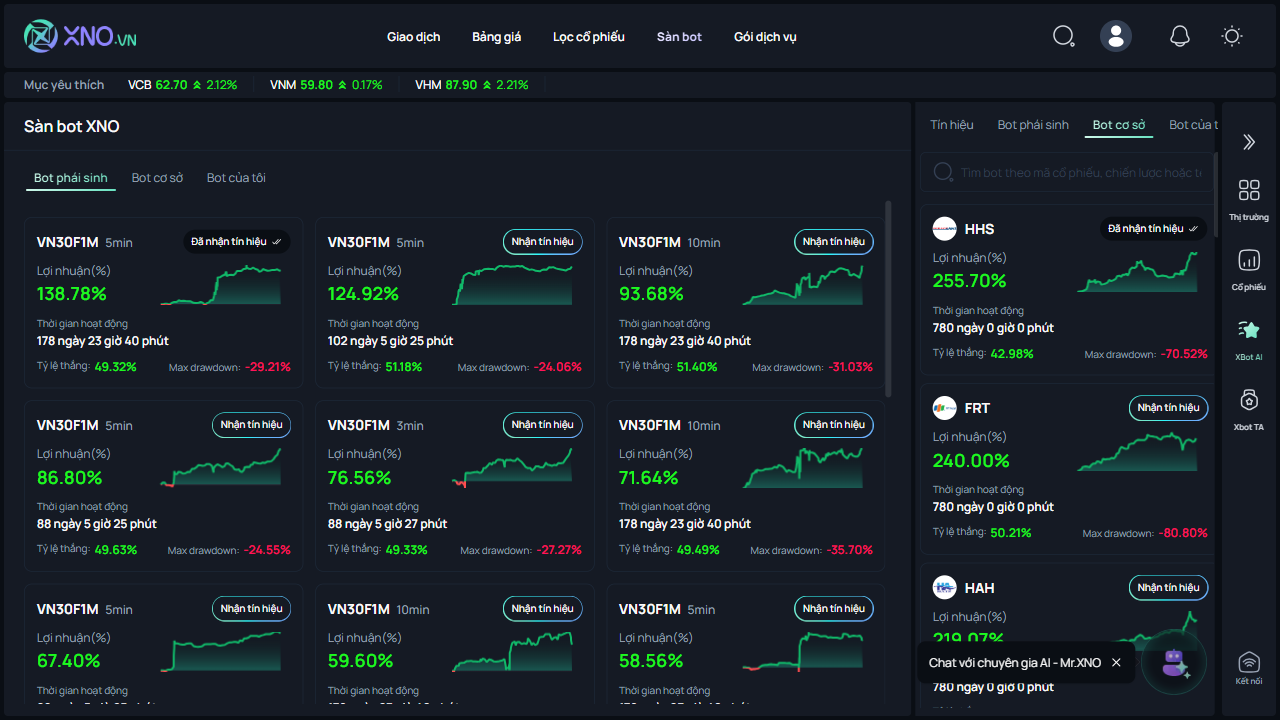 XNO.VN
Giao dịch Bảng giá Lọc cổ phiếu Sàn bot Gói dịch vụ
Mục yêu thích VCB 62.70 2.12% VNM 59.80 0.17% VHM 87.90 2.21%
Sàn bot XNO
Bot phái sinh Bot cơ sở Bot của tôi
VN30F1M 5min Đã nhận tín hiệu
Lợi nhuận(%)
138.78%
Thời gian hoạt động
178 ngày 23 giờ 40 phút
Tỷ lệ thắng: 49.32% Max drawdown: -29.21%
VN30F1M 5min Nhận tín hiệu
Lợi nhuận(%)
124.92%
Thời gian hoạt động
102 ngày 5 giờ 25 phút
Tỷ lệ thắng: 51.18% Max drawdown: -24.06%
VN30F1M 10min Nhận tín hiệu
Lợi nhuận(%)
93.68%
Thời gian hoạt động
178 ngày 23 giờ 40 phút
Tỷ lệ thắng: 51.40% Max drawdown: -31.03%
VN30F1M 5min Nhận tín hiệu
Lợi nhuận(%)
86.80%
Thời gian hoạt động
88 ngày 5 giờ 25 phút
Tỷ lệ thắng: 49.63% Max drawdown: -24.55%
VN30F1M 3min Nhận tín hiệu
Lợi nhuận(%)
76.56%
Thời gian hoạt động
88 ngày 5 giờ 27 phút
Tỷ lệ thắng: 49.33% Max drawdown: -27.27%
VN30F1M 10min Nhận tín hiệu
Lợi nhuận(%)
71.64%
Thời gian hoạt động
178 ngày 23 giờ 40 phút
Tỷ lệ thắng: 49.49% Max drawdown: -35.70%
VN30F1M 5min Nhận tín hiệu
Lợi nhuận(%)
67.40%
Thời gian hoạt động
VN30F1M 10min Nhận tín hiệu
Lợi nhuận(%)
59.60%
Thời gian hoạt động
VN30F1M 5min Nhận tín hiệu
Lợi nhuận(%)
58.56%
Thời gian hoạt động
Tín hiệu Bot phái sinh Bot cơ sở Bot của t
Tìm bot theo mã cổ phiếu, chiến lược hoặc tê
HHS Đã nhận tín hiệu
Lợi nhuận(%)
255.70%
Thời gian hoạt động
780 ngày 0 giờ 0 phút
Tỷ lệ thắng: 42.98% Max drawdown: -70.52%
FRT Nhận tín hiệu
Lợi nhuận(%)
240.00%
Thời gian hoạt động
780 ngày 0 giờ 0 phút
Tỷ lệ thắng: 50.21% Max drawdown: -80.80%
HAH Nhận tín hiệu
Lợi nhuận(%)
219.07%
Chat với chuyên gia AI - Mr.XNO
780 ngày 0 giờ 0 phút
Thị trường
Cổ phiếu
XBot AI
Xbot TA
Kết nối